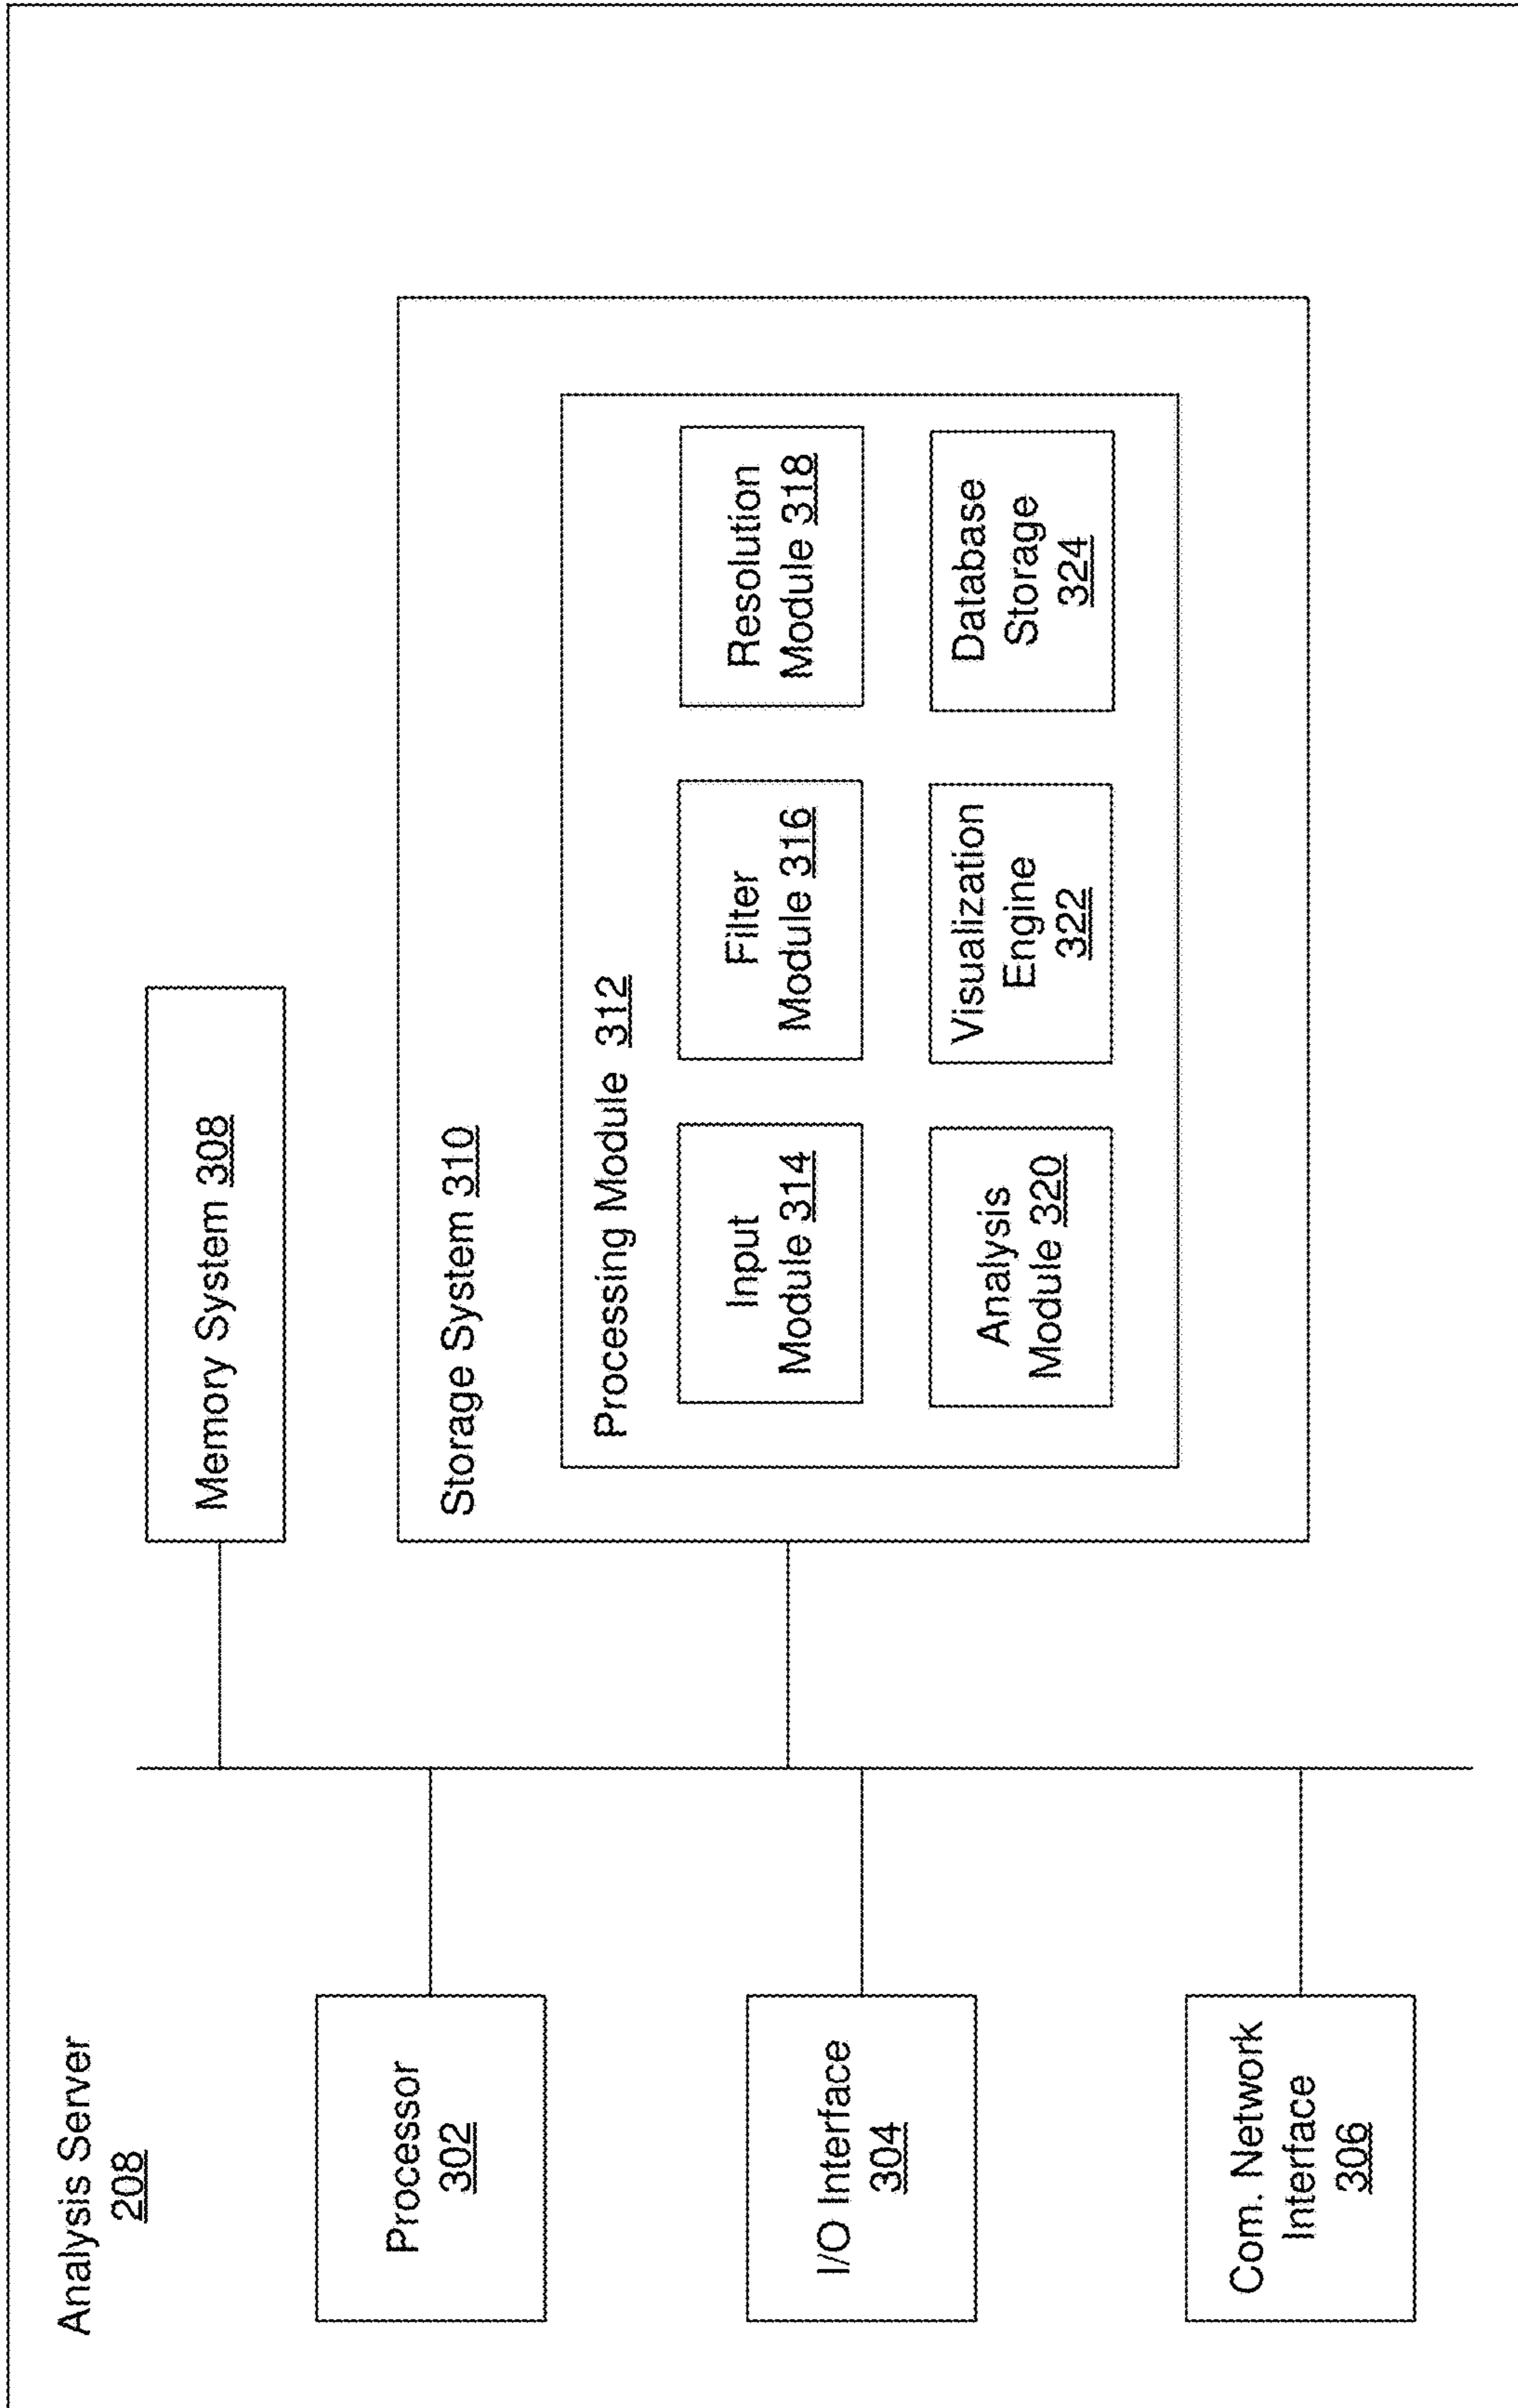 Analysis Server
208
Processor
302
I/O Interface
304
Com. Network
Interface
306
Memory System 308
Storage System 310
Processing Module 312
Input
Module 314
Filter
Module 316
Resolution
Module 318
Analysis
Module 320
Visualization
Engine
322
Database
Storage
324